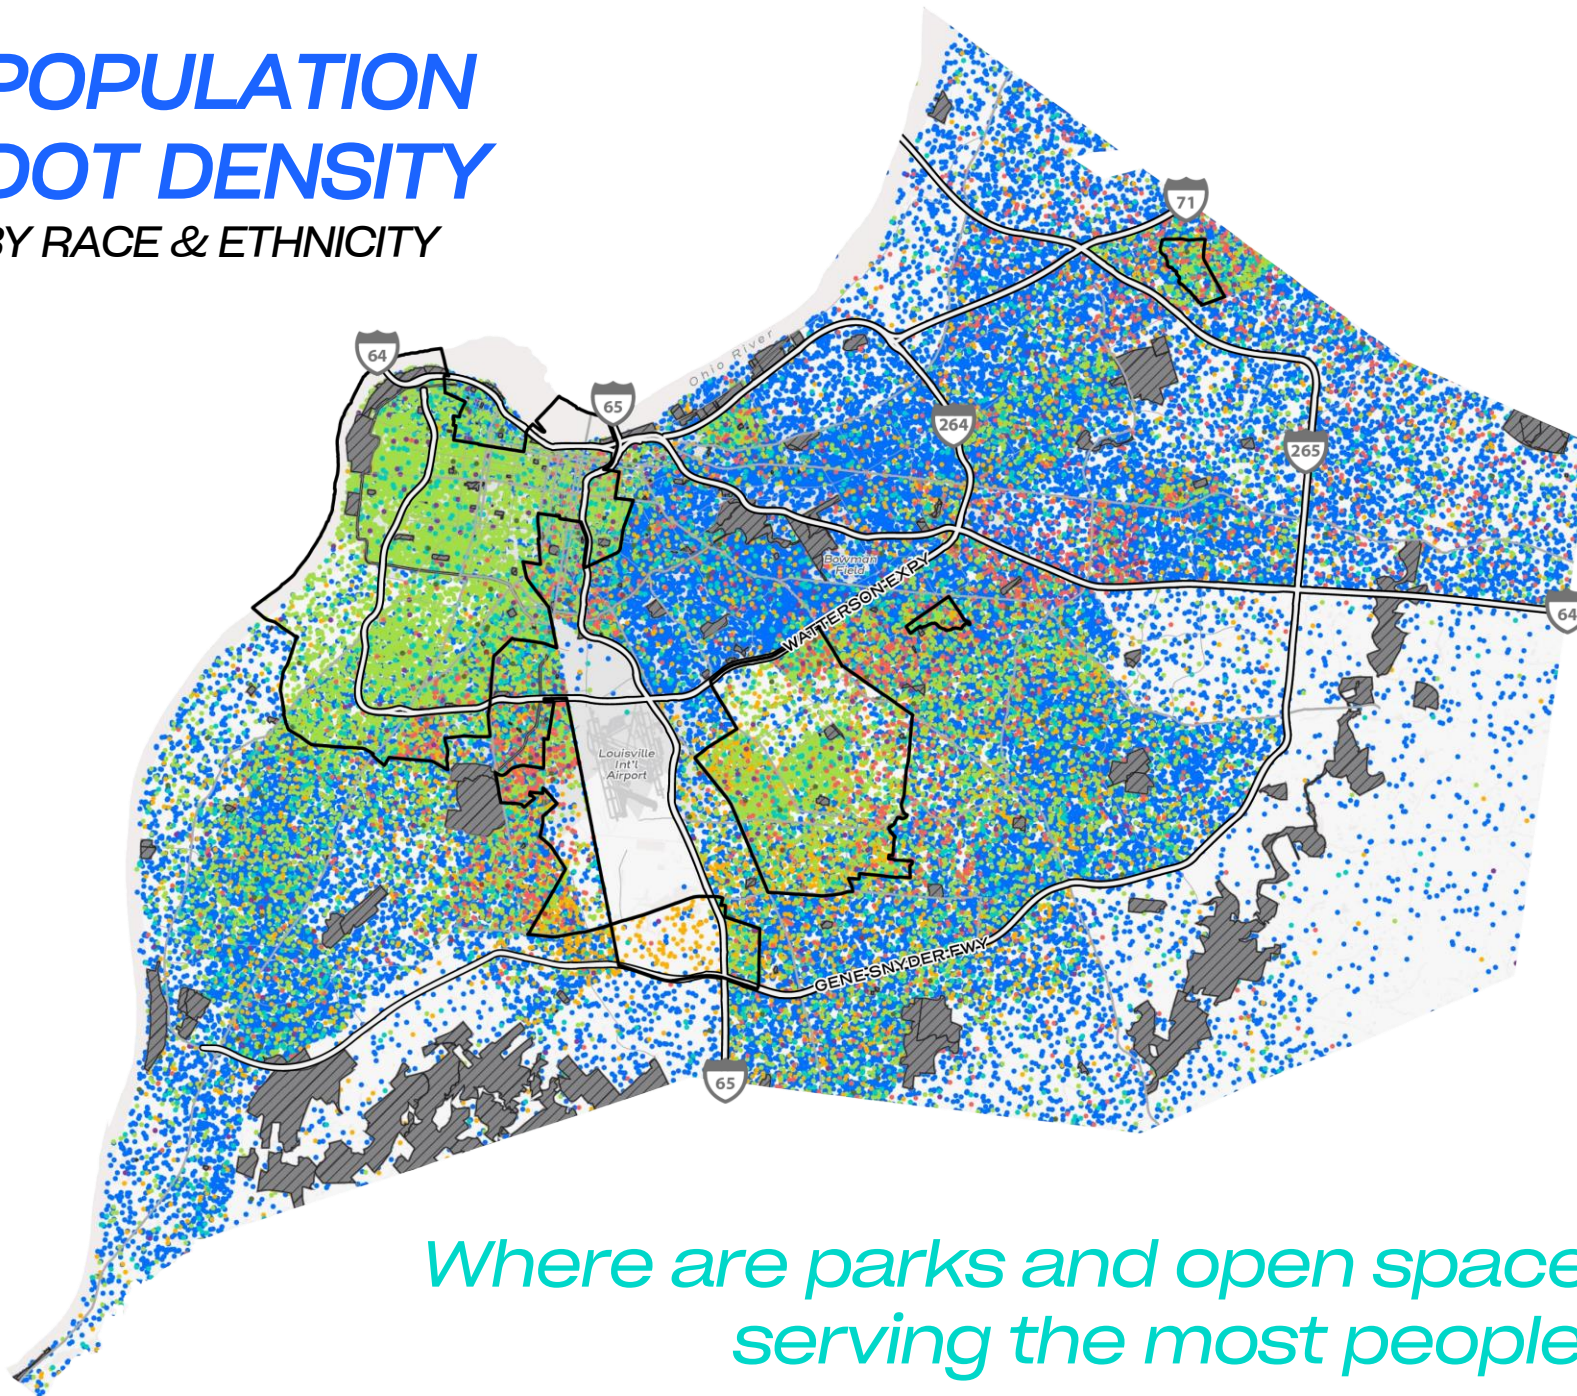 POPULATION
DOT DENSITY
BY RACE & ETHNICITY
71
64
65
Ohio River
264
265
Bowman
Field
WATTERSON EXPY
64
Louisville
Int'l
Airport
GENE SNYDER FWY
65
Where are parks and open space
serving the most people